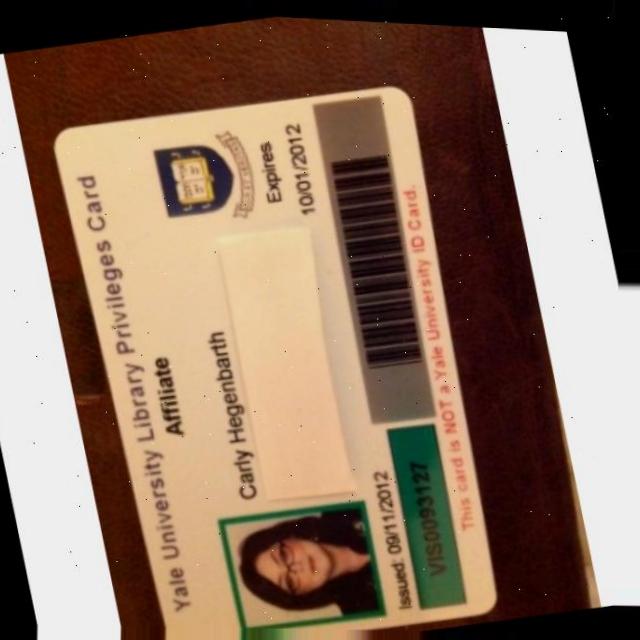 Yale University Library Privileges Card
Affiliate
Carly Hegenbarth
Expires
10/01/2012
Issued: 09/11/2012
VIS0093127
This card is NOT a Yale University ID Card.